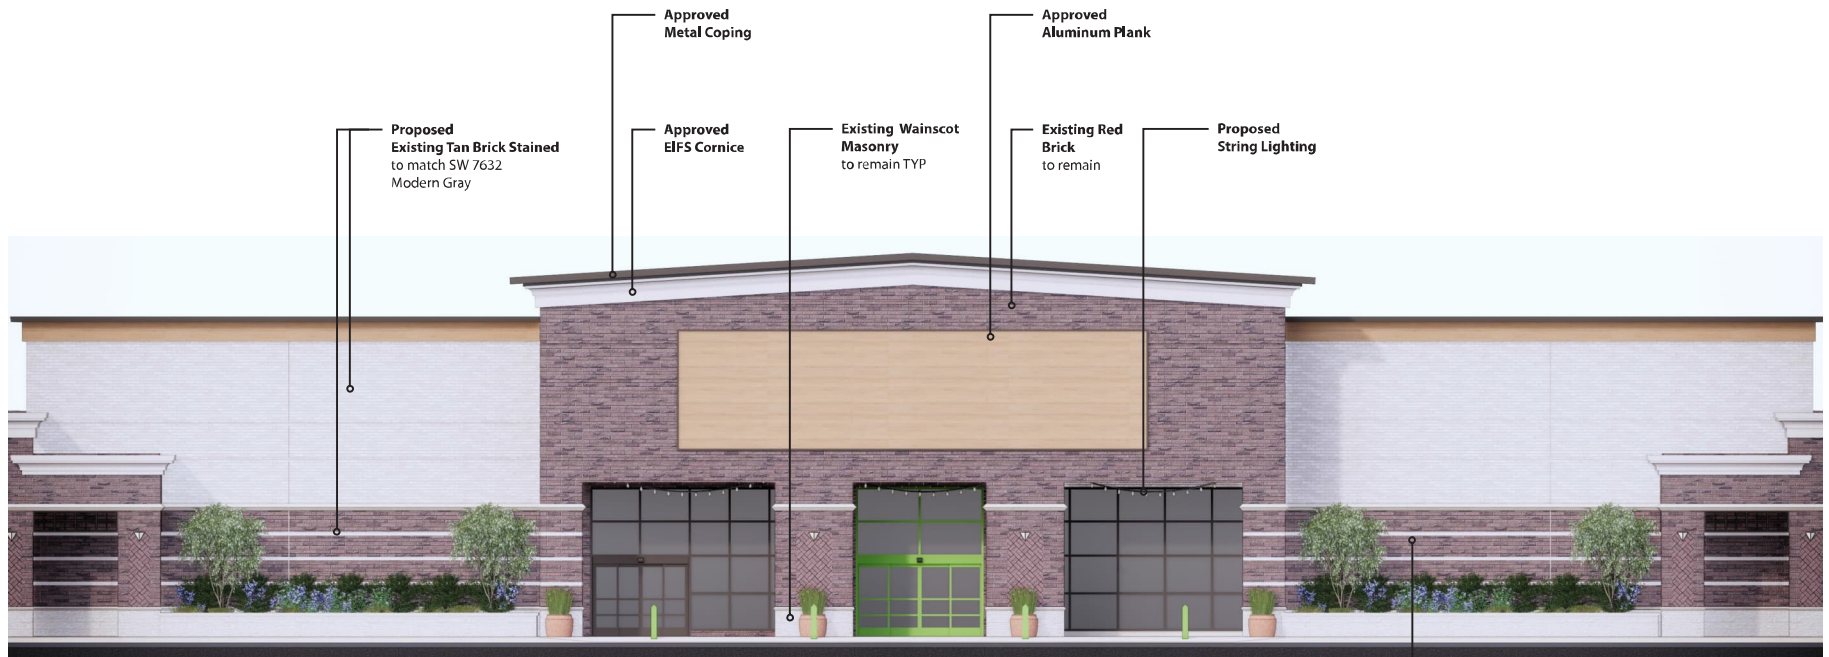 Approved
Metal Coping
Approved
Aluminum Plank
Proposed
Existing Tan Brick Stained
to match SW 7632
Modern Gray
Approved
EIFS Cornice
Existing Wainscot
Masonry
to remain TYP
Existing Red
Brick
to remain
Proposed
String Lighting